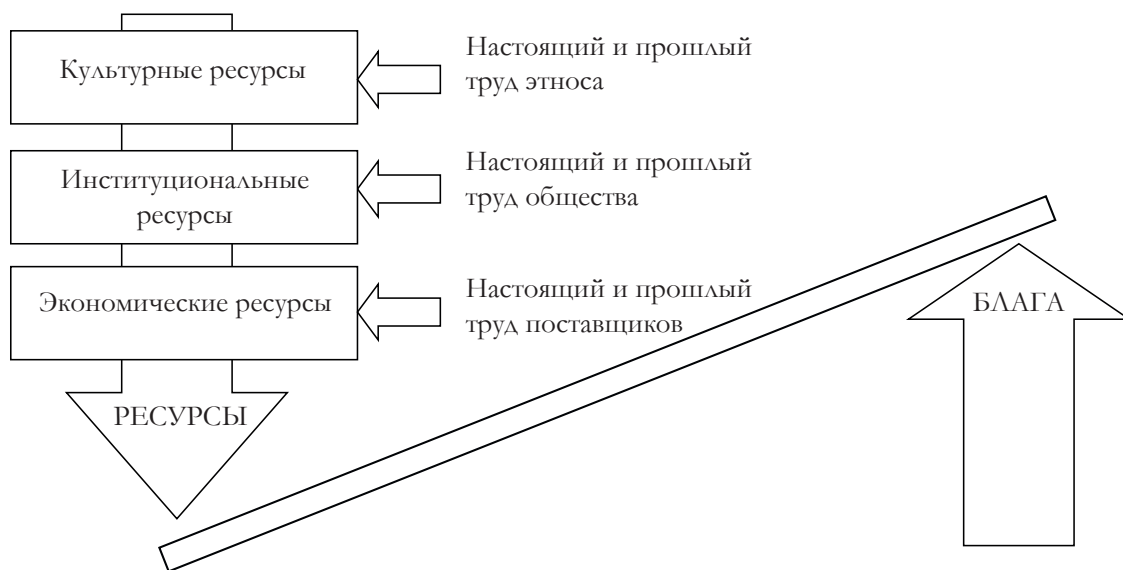 Культурные ресурсы
Настоящий и прошлый
труд этноса
Институциональные
ресурсы
Настоящий и прошлый
труд общества
Экономические ресурсы
Настоящий и прошлый
труд поставщиков
РЕСУРСЫ
БЛАГА